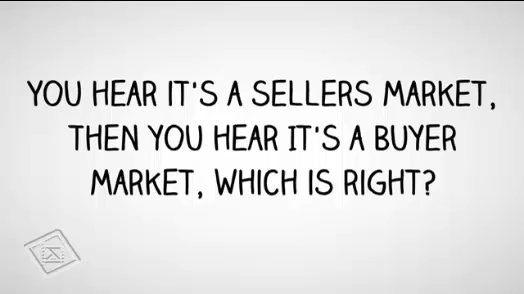 YOU HEAR IT'S A SELLERS MARKET,
THEN YOU HEAR IT'S A BUYER
MARKET, WHICH IS RIGHT?